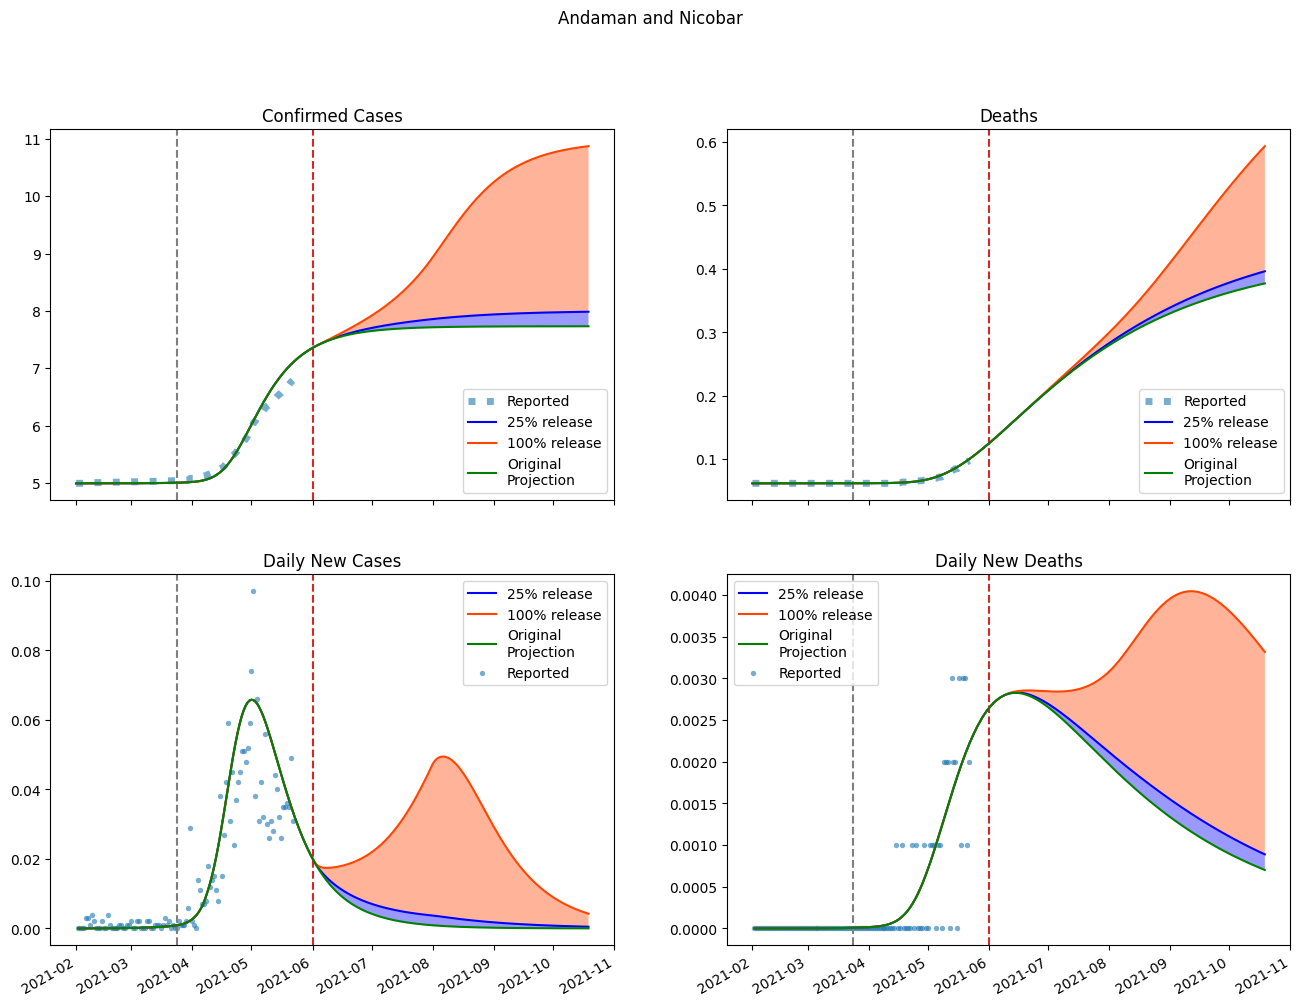 Andaman and Nicobar
Confirmed Cases
11
10
9
8
7
6
5
Reported
25% release
100% release
Original
Projection
Deaths
0.6
0.5
0.4
0.3
0.2
0.1
Reported
25% release
100% release
Original
Projection
Daily New Cases
0.10
0.08
0.06
0.04
0.02
0.00
25% release
100% release
Original
Projection
Reported
2021-02
2021-03
2021-04
2021-05
2021-06
2021-07
2021-08
2021-09
2021-10
2021-11
Daily New Deaths
0.0040
0.0035
0.0030
0.0025
0.0020
0.0015
0.0010
0.0005
0.0000
25% release
100% release
Original
Projection
Reported
2021-02
2021-03
2021-04
2021-05
2021-06
2021-07
2021-08
2021-09
2021-10
2021-11